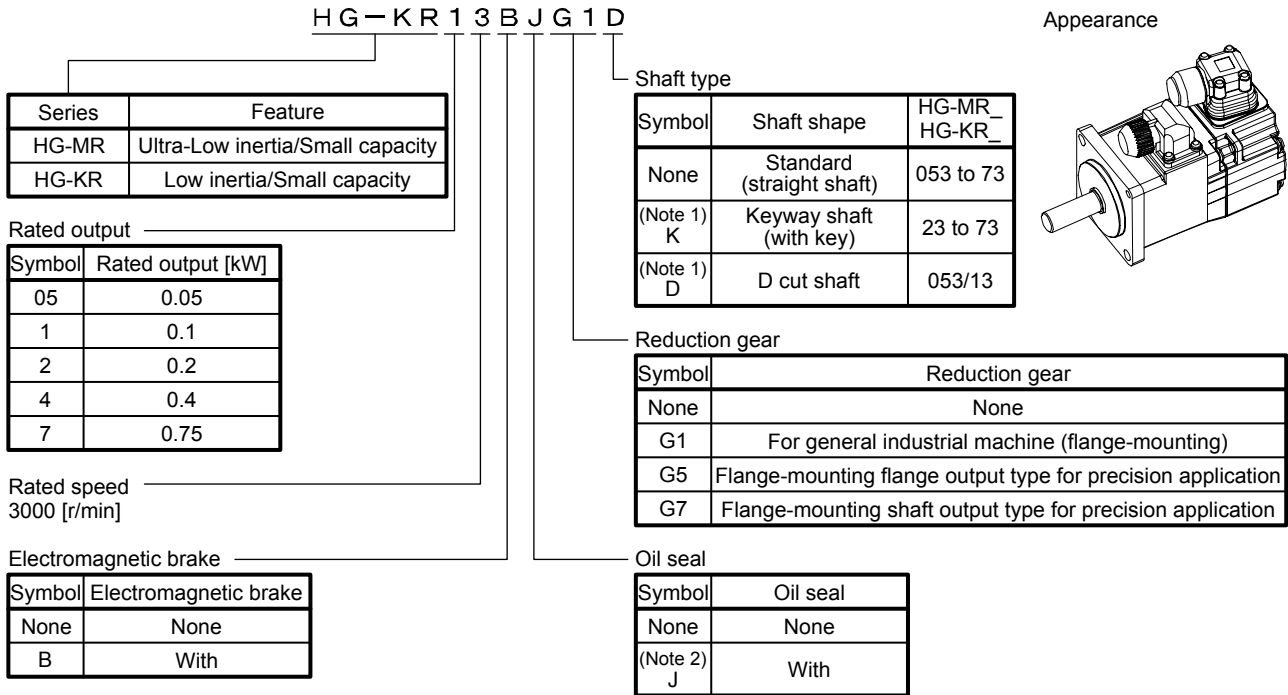 HG-KR13BJG1D
Appearance
Series Feature
HG-MR Ultra-Low inertia/Small capacity
HG-KR Low inertia/Small capacity
Rated output
Symbol Rated output [kW]
05 0.05
1 0.1
2 0.2
4 0.4
7 0.75
Rated speed
3000 [r/min]
Electromagnetic brake
Symbol Electromagnetic brake
None None
B With
Shaft type
Symbol Shaft shape HG-MR_
HG-KR_
None Standard
(straight shaft) 053 to 73
(Note 1)
K Keyway shaft
(with key) 23 to 73
(Note 1)
D D cut shaft 053/13
Reduction gear
Symbol Reduction gear
None None
G1 For general industrial machine (flange-mounting)
G5 Flange-mounting flange output type for precision application
G7 Flange-mounting shaft output type for precision application
Oil seal
Symbol Oil seal
None None
(Note 2)
J With